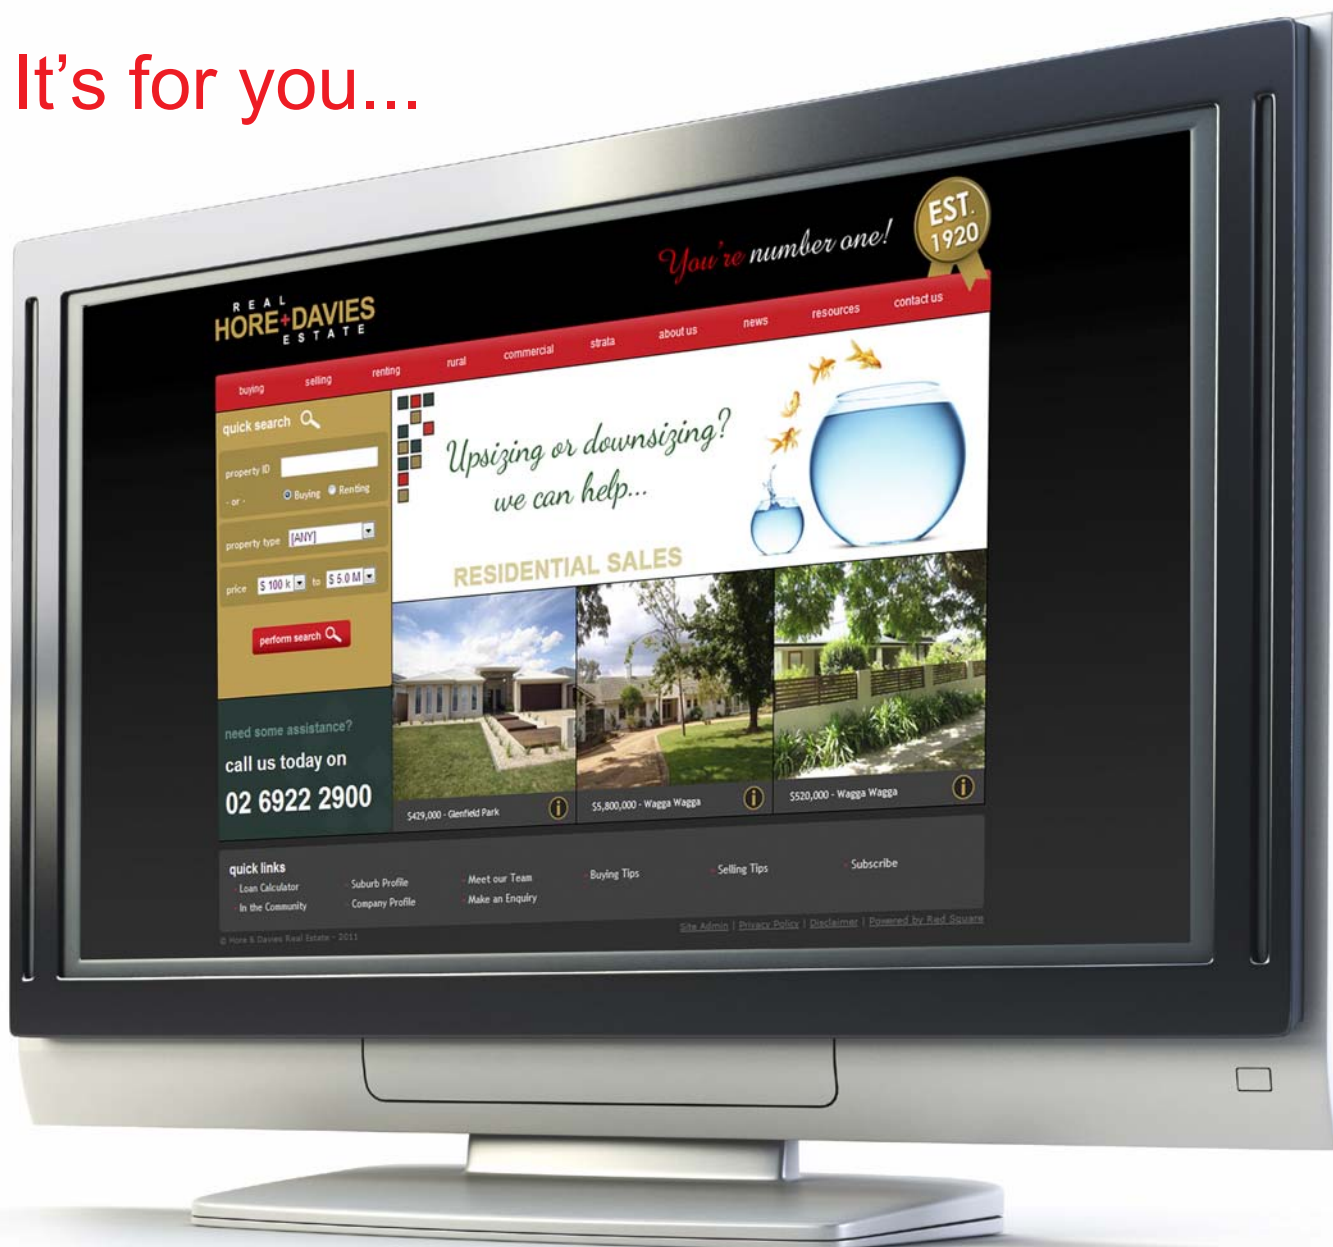 It's for you...
You're number one!
EST.
1920
REAL
HORE+DAVIES
ESTATE
buying selling renting rural commercial strata about us news resources contact us
quick search
property ID
- or -
Buying Renting
property type [ANY]
price $ 100 k to $ 5.0 M
perform search
Upsizing or downsizing?
we can help...
RESIDENTIAL SALES
need some assistance?
call us today on
02 6922 2900
$429,000 - Glenfield Park
$5,800,000 - Wagga Wagga
$520,000 - Wagga Wagga
quick links
Loan Calculator Suburb Profile Meet our Team Buying Tips Selling Tips Subscribe
In the Community Company Profile Make an Enquiry
© Hore & Davies Real Estate - 2011
Site Admin | Privacy Policy | Disclaimer | Powered by Red Square